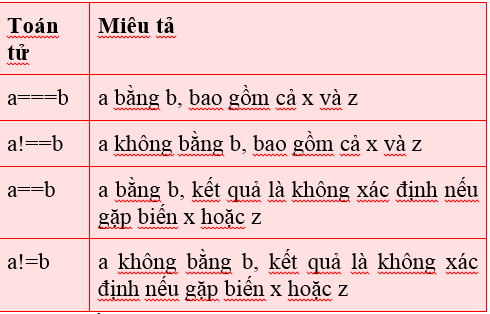 Toán Miêu tả
tử
a===b a bằng b, bao gồm cả x và z
a!==b a không bằng b, bao gồm cả x và z
a==b a bằng b, kết quả là không xác định nếu
gặp biến x hoặc z
a!=b a không bằng b, kết quả là không xác
định nếu gặp biến x hoặc z